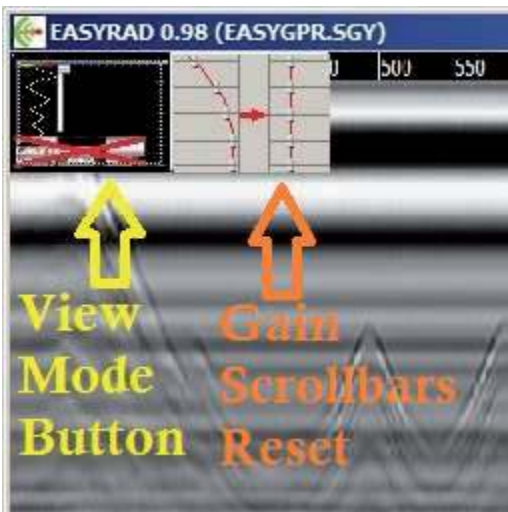 EASYRAD 0.98 (EASYGPR.SGY)
500 550
View
Mode
Button
Gain
Scrollbars
Reset